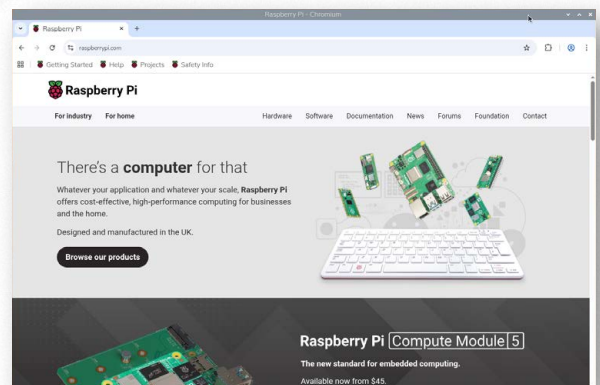 Raspberry Pi - Chromium
Raspberry Pi
raspberrypi.com
Getting Started Help Projects Safety Info
Raspberry Pi
For industry For home Hardware Software Documentation News Forums Foundation Contact
There's a computer for that
Whatever your application and whatever your scale, Raspberry Pi
offers cost-effective, high-performance computing for businesses
and the home.
Designed and manufactured in the UK.
Browse our products
Raspberry Pi Compute Module 5
The new standard for embedded computing.
Available now from $45.